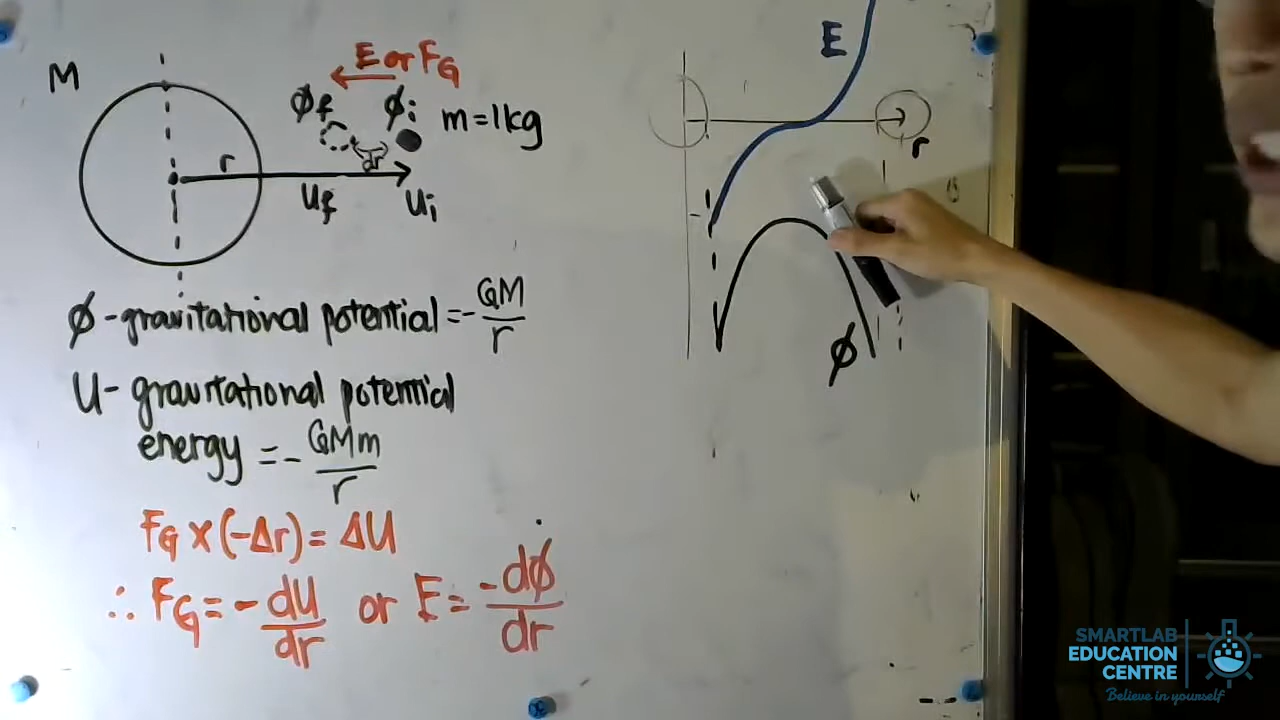 M
E or FG
ϕf ϕi m=1kg
r dr
Uf Ui
ϕ-gravitational potential = -GM/r
U- gravitational potential
energy = -GMm/r
FG x (-Δr) = ΔU
∴ FG = -dU/dr or E = -dϕ/dr
E
r
ϕ
SMARTLAB
EDUCATION
CENTRE
Believe in yourself